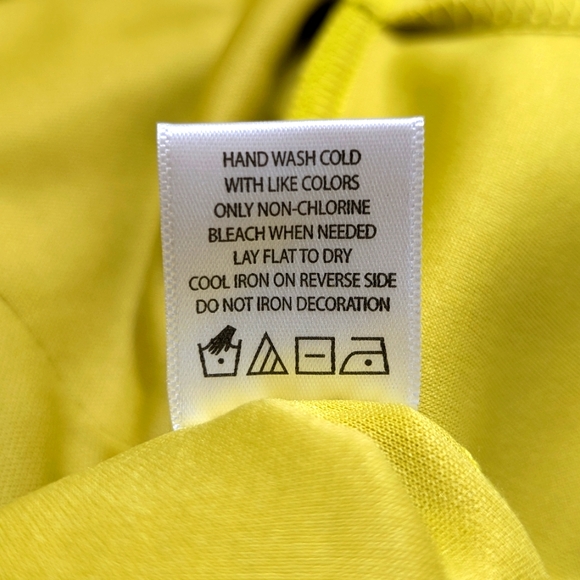 HAND WASH COLD
WITH LIKE COLORS
ONLY NON-CHLORINE
BLEACH WHEN NEEDED
LAY FLAT TO DRY
COOL IRON ON REVERSE SIDE
DO NOT IRON DECORATION